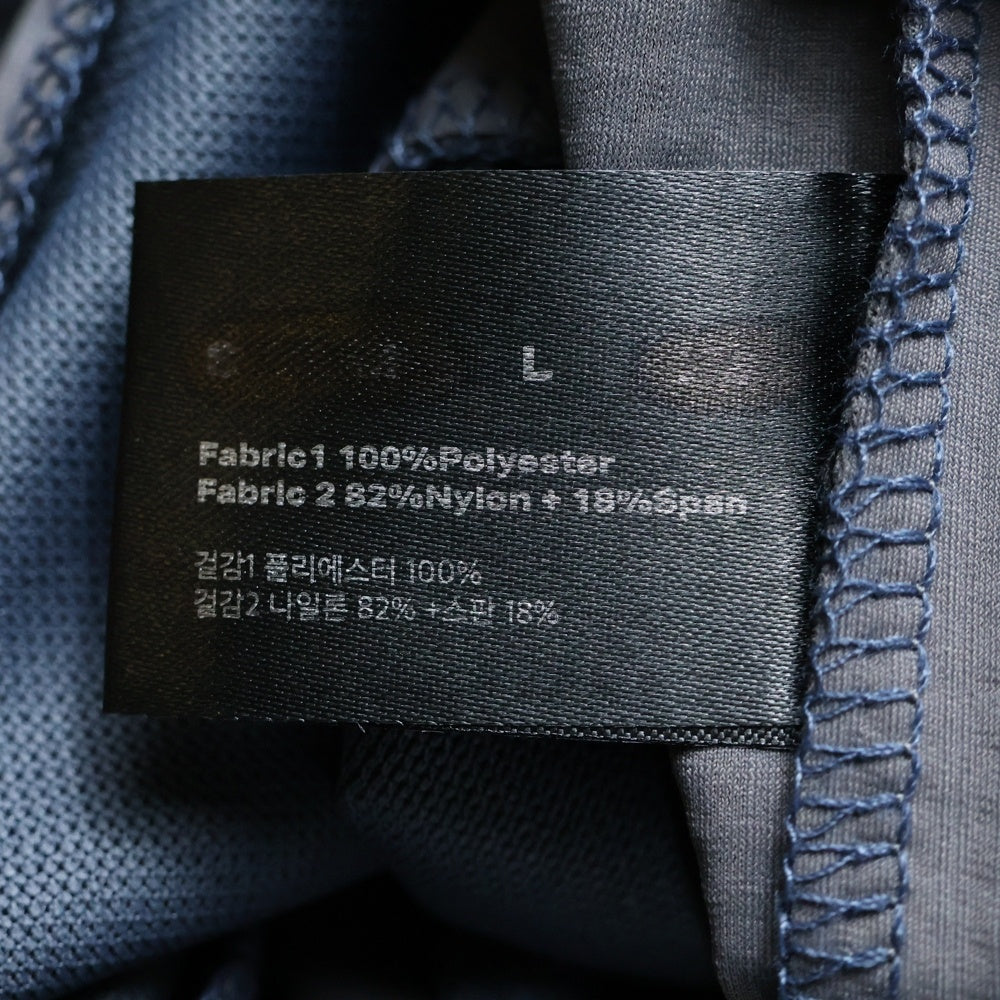 L
Fabric1 100%Polyester
Fabric 2 82%Nylon + 18%Span
겉감1 폴리에스터 100%
겉감2 나일론 82% +스판 18%